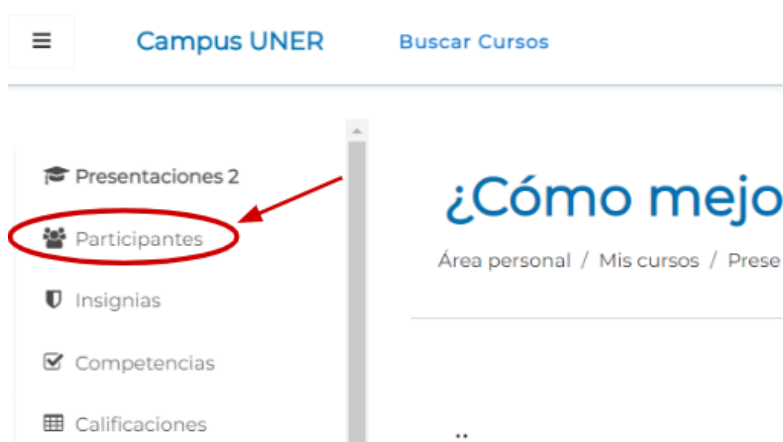 Campus UNER
Buscar Cursos
Presentaciones 2
Participantes
Insignias
Competencias
Calificaciones
¿Cómo mejo
Área personal / Mis cursos / Prese